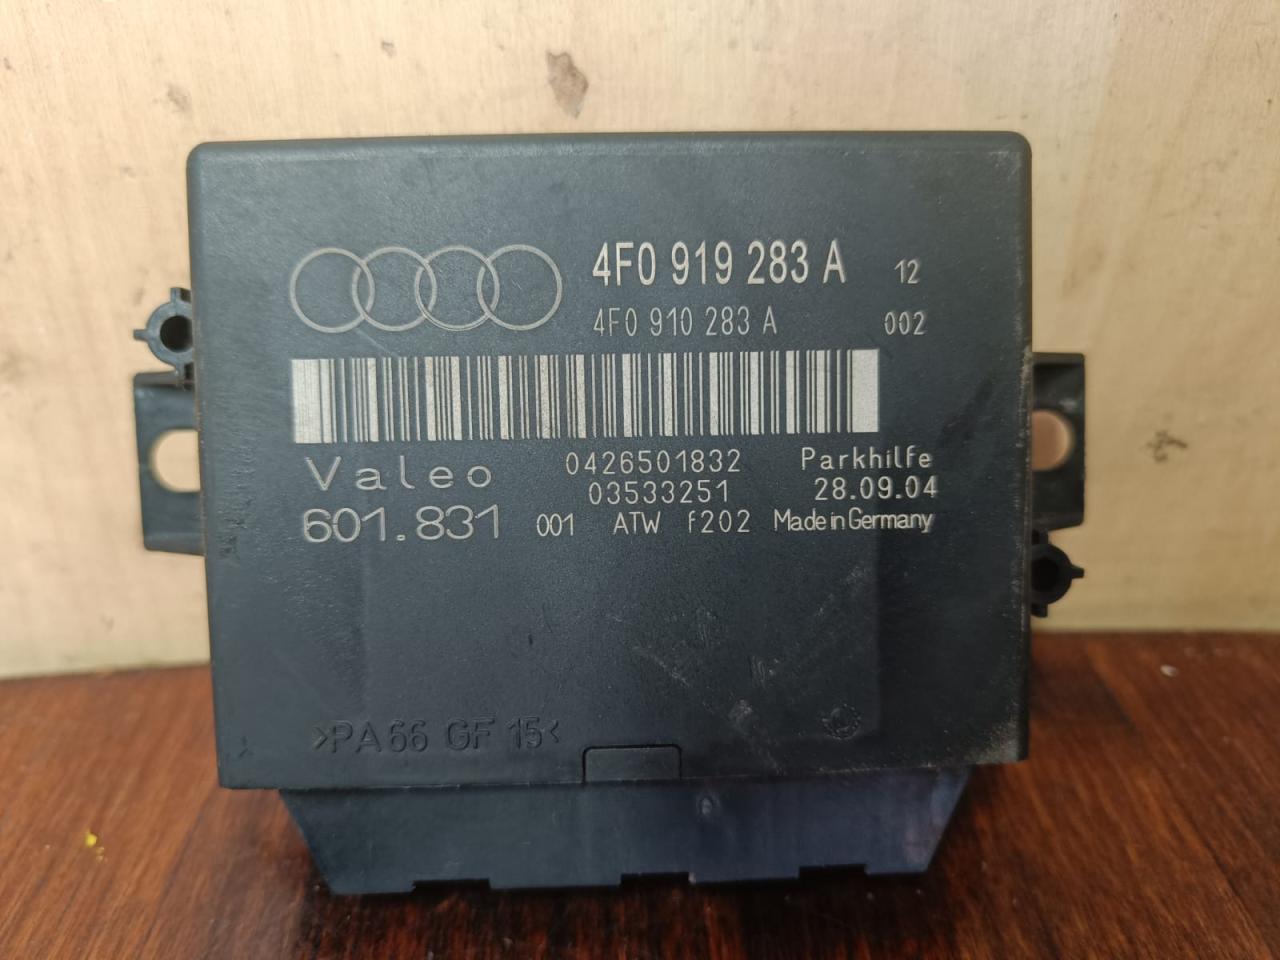 4F0 919 283 A 12
4F0 910 283 A 002
Valeo 0426501832 Parkhilfe
03533251 28.09.04
601.831 001 ATW F202 Made in Germany
>PA66 GF 15<